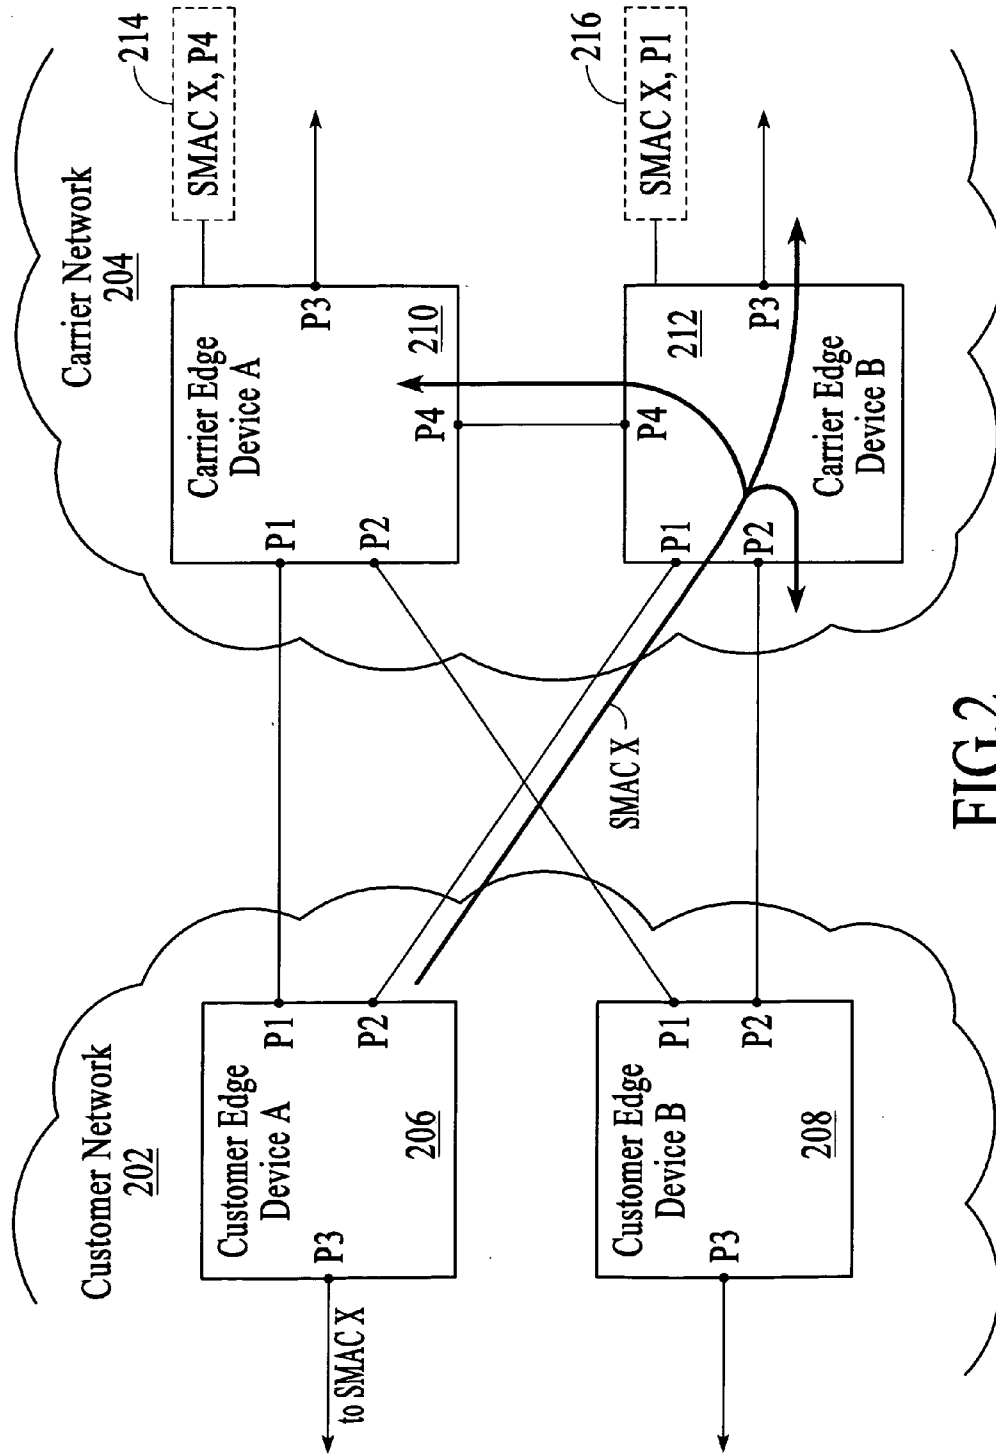 Customer Network
202
Carrier Network
204
Customer Edge
Device A
206
P1
P2
P3
to SMAC X
Customer Edge
Device B
208
P1
P2
P3
SMAC X
Carrier Edge
Device A
210
P1
P2
P3
P4
214
SMAC X, P4
Carrier Edge
Device B
212
P1
P2
P3
P4
216
SMAC X, P1
FIG.2